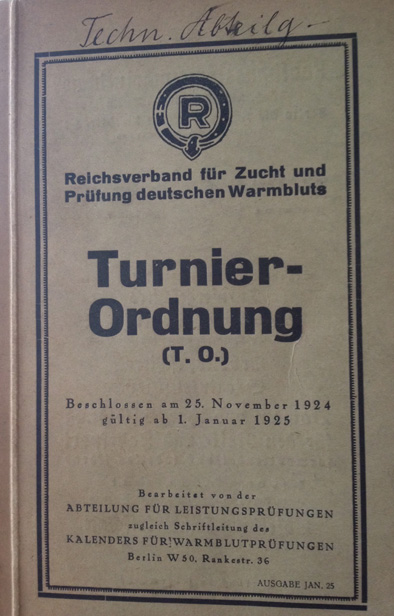 Techn. Abteilg.
R
Reichsverband für Zucht und
Prüfung deutschen Warmbluts
Turnier-
Ordnung
(T. O.)
Beschlossen am 25. November 1924
gültig ab 1. Januar 1925
Bearbeitet von der
ABTEILUNG FÜR LEISTUNGSPRÜFUNGEN
zugleich Schriftleitung des
KALENDERS FÜR WARMBLUTPRÜFUNGEN
Berlin W50, Rankestr. 36
AUSGABE JAN. 25